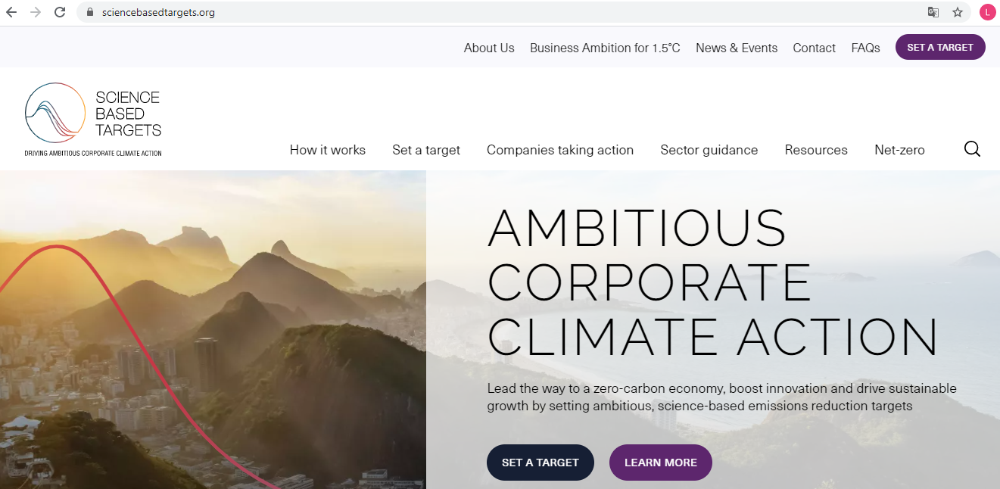 sciencebasedtargets.org
L
About Us Business Ambition for 1.5°C News & Events Contact FAQs SET A TARGET
SCIENCE
BASED
TARGETS
DRIVING AMBITIOUS CORPORATE CLIMATE ACTION
How it works Set a target Companies taking action Sector guidance Resources Net-zero
AMBITIOUS
CORPORATE
CLIMATE ACTION
Lead the way to a zero-carbon economy, boost innovation and drive sustainable
growth by setting ambitious, science-based emissions reduction targets
SET A TARGET LEARN MORE